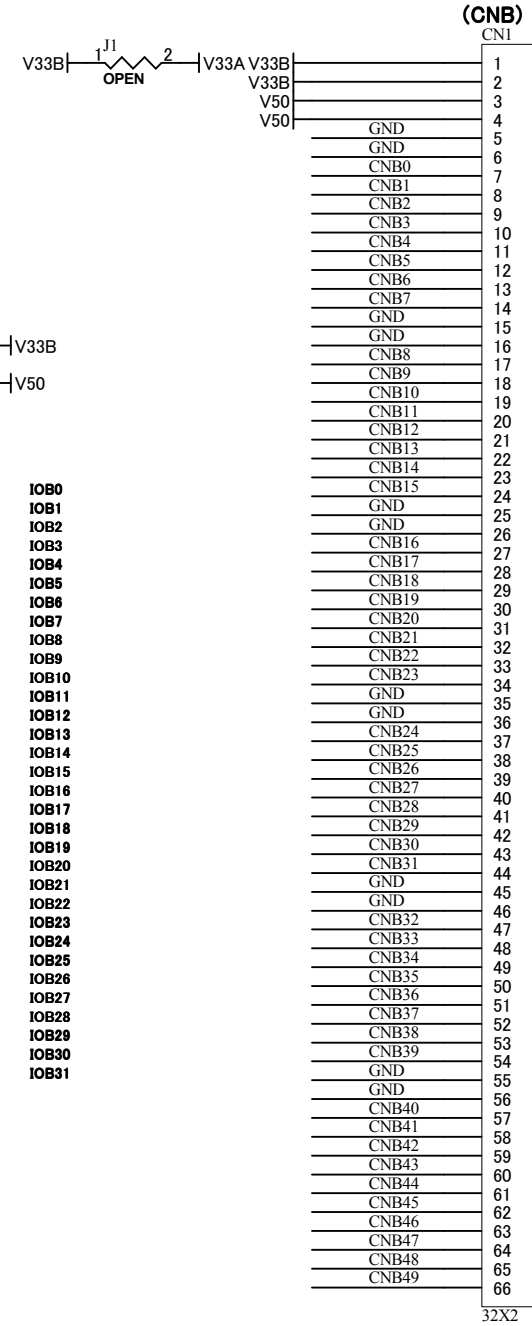 (CNB)
CN1
V33B 1 J1 2 V33A V33B 1
OPEN
V33B 2
V50 3
V50 4
GND 5
GND 6
CNB0 7
CNB1 8
CNB2 9
CNB3 10
CNB4 11
CNB5 12
CNB6 13
CNB7 14
GND 15
GND 16
CNB8 17
CNB9 18
CNB10 19
CNB11 20
CNB12 21
CNB13 22
CNB14 23
CNB15 24
GND 25
GND 26
CNB16 27
CNB17 28
CNB18 29
CNB19 30
CNB20 31
CNB21 32
CNB22 33
CNB23 34
GND 35
GND 36
CNB24 37
CNB25 38
CNB26 39
CNB27 40
CNB28 41
CNB29 42
CNB30 43
CNB31 44
GND 45
GND 46
CNB32 47
CNB33 48
CNB34 49
CNB35 50
CNB36 51
CNB37 52
CNB38 53
CNB39 54
GND 55
GND 56
CNB40 57
CNB41 58
CNB42 59
CNB43 60
CNB44 61
CNB45 62
CNB46 63
CNB47 64
CNB48 65
CNB49 66
32X2
V33B
V50
IOB0
IOB1
IOB2
IOB3
IOB4
IOB5
IOB6
IOB7
IOB8
IOB9
IOB10
IOB11
IOB12
IOB13
IOB14
IOB15
IOB16
IOB17
IOB18
IOB19
IOB20
IOB21
IOB22
IOB23
IOB24
IOB25
IOB26
IOB27
IOB28
IOB29
IOB30
IOB31